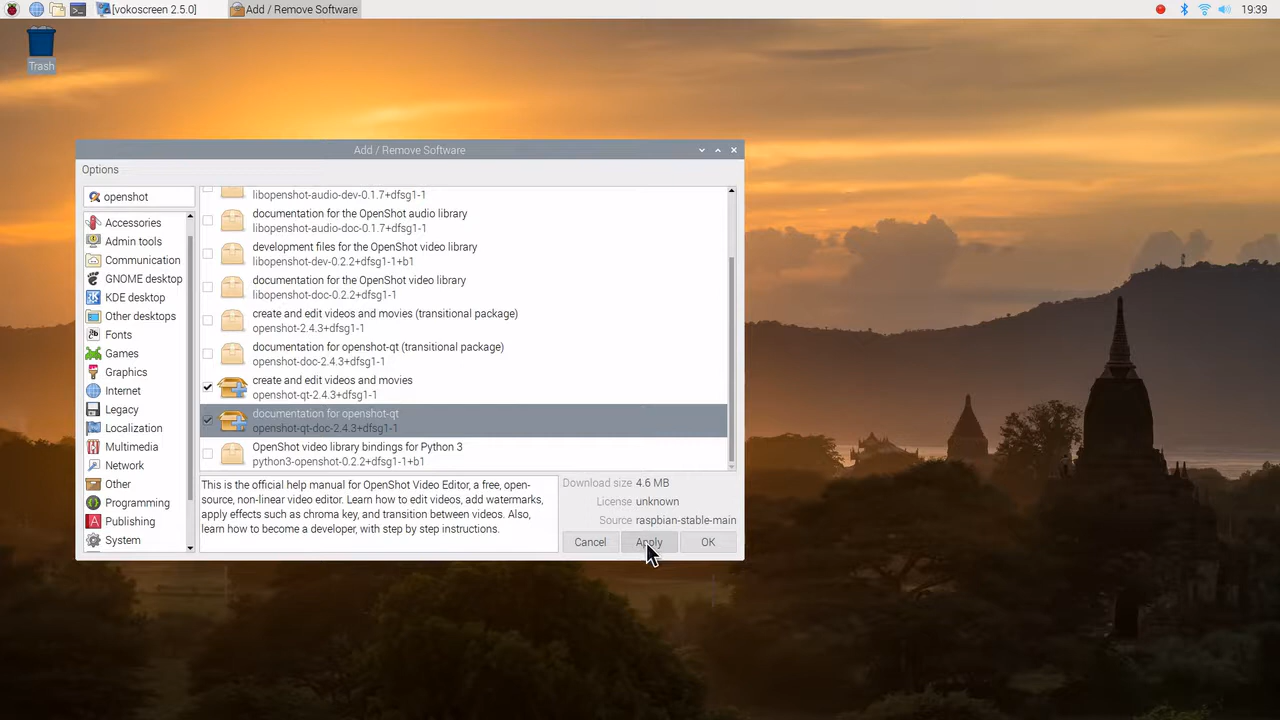 [vokoscreen 2.5.0]
Add / Remove Software
19:39
Trash
Add / Remove Software
Options
openshot
Accessories
Admin tools
Communication
GNOME desktop
KDE desktop
Other desktops
Fonts
Games
Graphics
Internet
Legacy
Localization
Multimedia
Network
Other
Programming
Publishing
System
libopenshot-audio-dev-0.1.7+dfsg1-1
documentation for the OpenShot audio library
libopenshot-audio-doc-0.1.7+dfsg1-1
development files for the OpenShot video library
libopenshot-dev-0.2.2+dfsg1-1+b1
documentation for the OpenShot video library
libopenshot-doc-0.2.2+dfsg1-1
create and edit videos and movies (transitional package)
openshot-2.4.3+dfsg1-1
documentation for openshot-qt (transitional package)
openshot-doc-2.4.3+dfsg1-1
create and edit videos and movies
openshot-qt-2.4.3+dfsg1-1
documentation for openshot-qt
openshot-qt-doc-2.4.3+dfsg1-1
OpenShot video library bindings for Python 3
python3-openshot-0.2.2+dfsg1-1+b1
This is the official help manual for OpenShot Video Editor, a free, open-
source, non-linear video editor. Learn how to edit videos, add watermarks,
apply effects such as chroma key, and transition between videos. Also,
learn how to become a developer, with step by step instructions.
Download size 4.6 MB
License unknown
Source raspbian-stable-main
Cancel
Apply
OK